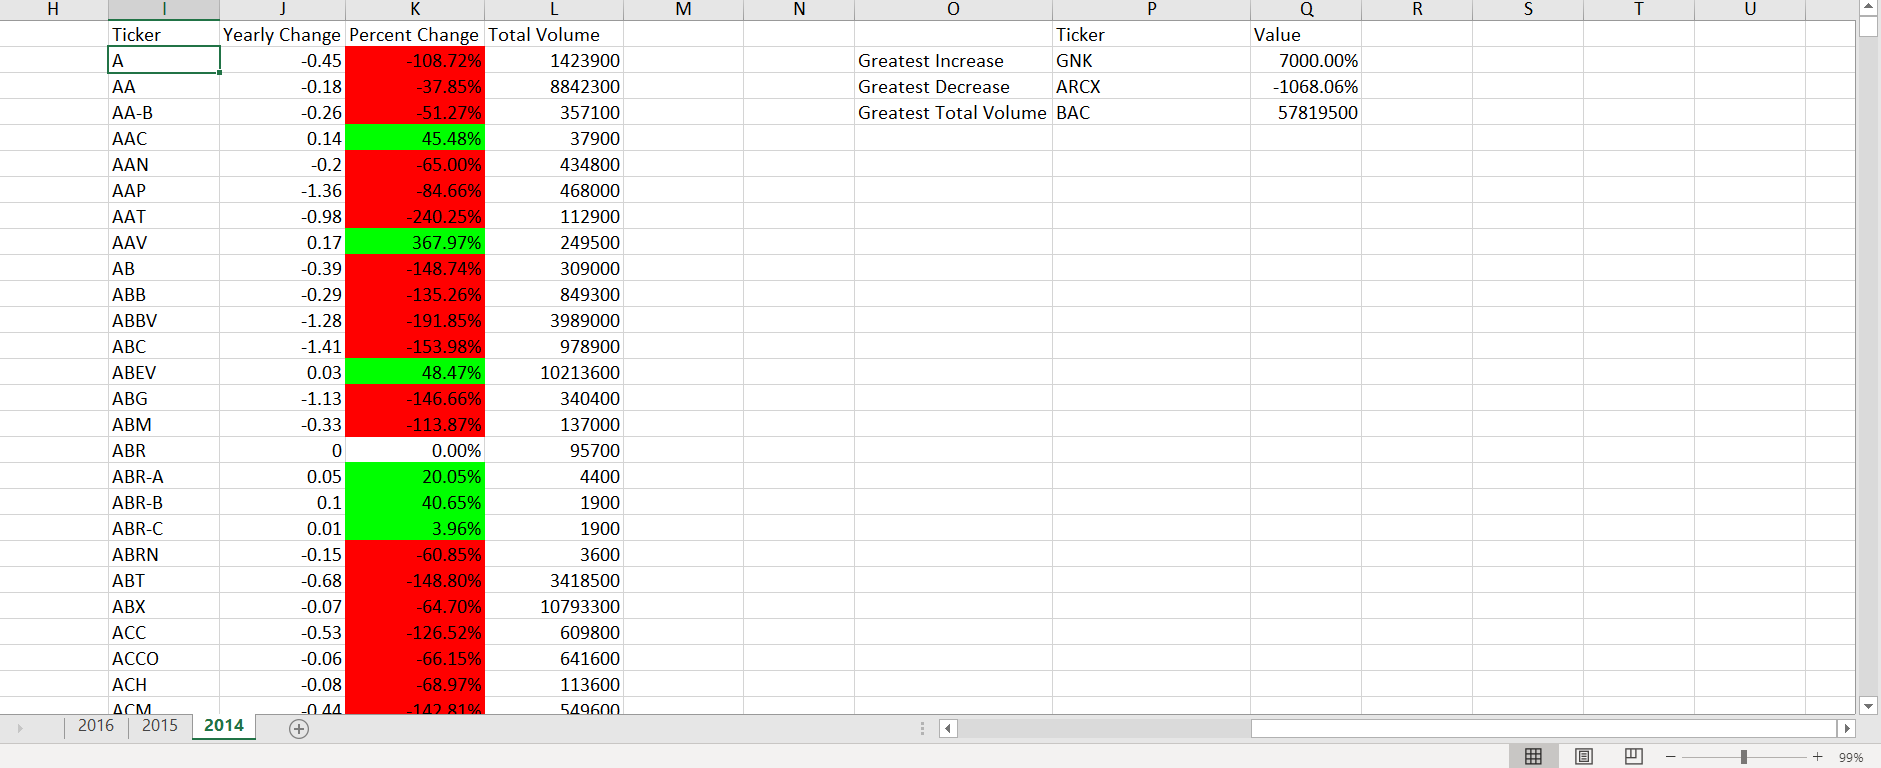 H I J K L M N O P Q R S T U
Ticker Yearly Change Percent Change Total Volume Ticker Value
A -0.45 -108.72% 1423900 Greatest Increase GNK 7000.00%
AA -0.18 -37.85% 8842300 Greatest Decrease ARCX -1068.06%
AA-B -0.26 -51.27% 357100 Greatest Total Volume BAC 57819500
AAC 0.14 45.48% 37900
AAN -0.2 -65.00% 434800
AAP -1.36 -84.66% 468000
AAT -0.98 -240.25% 112900
AAV 0.17 367.97% 249500
AB -0.39 -148.74% 309000
ABB -0.29 -135.26% 849300
ABBV -1.28 -191.85% 3989000
ABC -1.41 -153.98% 978900
ABEV 0.03 48.47% 10213600
ABG -1.13 -146.66% 340400
ABM -0.33 -113.87% 137000
ABR 0 0.00% 95700
ABR-A 0.05 20.05% 4400
ABR-B 0.1 40.65% 1900
ABR-C 0.01 3.96% 1900
ABRN -0.15 -60.85% 3600
ABT -0.68 -148.80% 3418500
ABX -0.07 -64.70% 10793300
ACC -0.53 -126.52% 609800
ACCO -0.06 -66.15% 641600
ACH -0.08 -68.97% 113600
ACM -0.44 -142.81% 549600
2016 2015 2014
99%